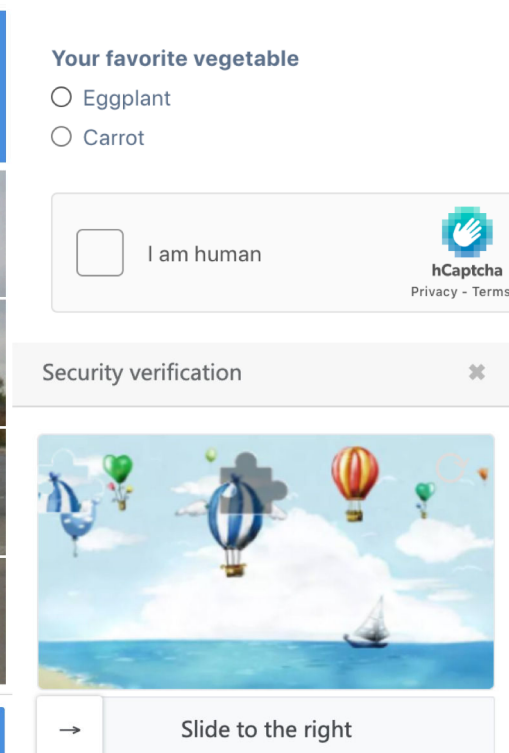 Your favorite vegetable
Eggplant
Carrot
I am human
hCaptcha
Privacy - Terms
Security verification
Slide to the right